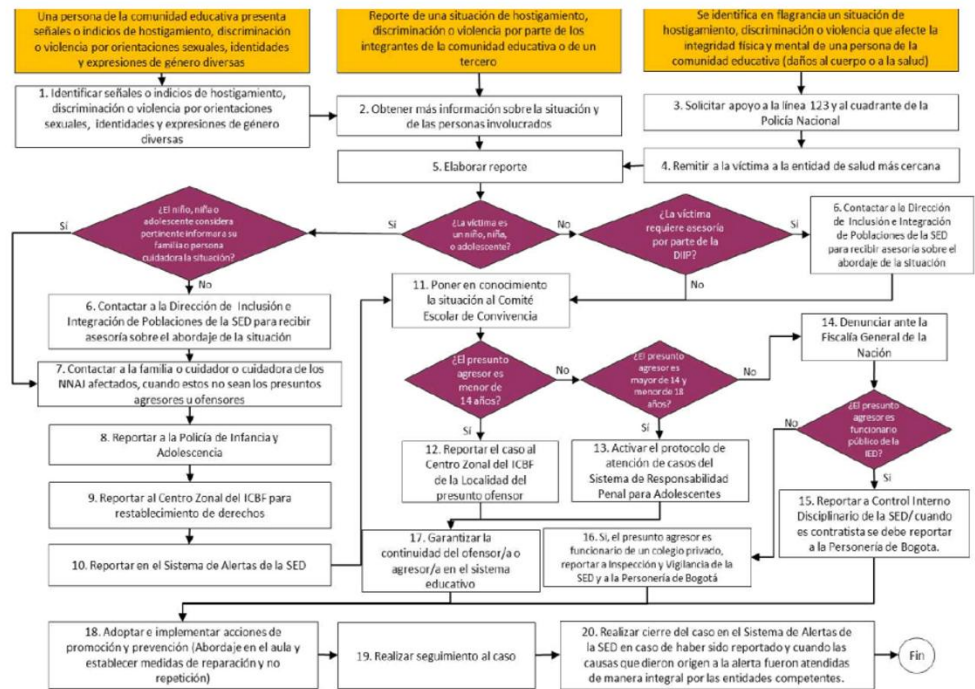 Una persona de la comunidad educativa presenta
señales o indicios de hostigamiento, discriminación
o violencia por orientaciones sexuales, identidades
y expresiones de género diversas
Reporte de una situación de hostigamiento,
discriminación o violencia por parte de los
integrantes de la comunidad educativa o de un
tercero
Se identifica en flagrancia un situación de
hostigamiento, discriminación o violencia que afecte la
integridad física y mental de una persona de la
comunidad educativa (daños al cuerpo o a la salud)
1. Identificar señales o indicios de hostigamiento,
discriminación o violencia por orientaciones
sexuales, identidades y expresiones de género
diversas
2. Obtener más información sobre la situación y
de las personas involucrados
3. Solicitar apoyo a la línea 123 y al cuadrante de la
Policía Nacional
5. Elaborar reporte
4. Remitir a la víctima a la entidad de salud más cercana
Sí
¿El niño, niña o
adolescente considera
pertinente informar a su
familia o persona
cuidadora la situación?
Sí
¿La víctima es
un niño, niña,
o adolescente?
No
¿La víctima
requiere asesoría
por parte de la
DIIP?
Sí
6. Contactar a la Dirección
de Inclusión e Integración
de Poblaciones de la SED
para recibir asesoría sobre el
abordaje de la situación
No
No
6. Contactar a la Dirección de Inclusión e
Integración de Poblaciones de la SED para recibir
asesoría sobre el abordaje de la situación
11. Poner en conocimiento
la situación al Comité
Escolar de Convivencia
14. Denunciar ante la
Fiscalía General de la
Nación
7. Contactar a la familia o cuidador o cuidadora de los
NNAJ afectados, cuando estos no sean los presuntos
agresores u ofensores
¿El presunto
agresor es
menor de
14 años?
No
¿El presunto
agresor es
mayor de 14 y
menor de 18
años?
No
Sí
Sí
No
¿El presunto
agresor es
funcionario
público de la
IED?
Sí
8. Reportar a la Policía de Infancia y
Adolescencia
12. Reportar el caso al
Centro Zonal del ICBF
de la Localidad del
presunto ofensor
13. Activar el protocolo de
atención de casos del
Sistema de Responsabilidad
Penal para Adolescentes
9. Reportar al Centro Zonal del ICBF para
restablecimiento de derechos
15. Reportar a Control Interno
Disciplinario de la SED/ cuando
es contratista se debe reportar
a la Personería de Bogota.
10. Reportar en el Sistema de Alertas de la SED
17. Garantizar la
continuidad del ofensor/a o
agresor/a en el sistema
educativo
16. Si, el presunto agresor es
funcionario de un colegio privado,
reportar a Inspección y Vigilancia de la
SED y a la Personería de Bogotá
18. Adoptar e implementar acciones de
promoción y prevención (Abordaje en el aula y
establecer medidas de reparación y no
repetición)
19. Realizar seguimiento al caso
20. Realizar cierre del caso en el Sistema de Alertas de
la SED en caso de haber sido reportado y cuando las
causas que dieron origen a la alerta fueron atendidas
de manera integral por las entidades competentes.
Fin